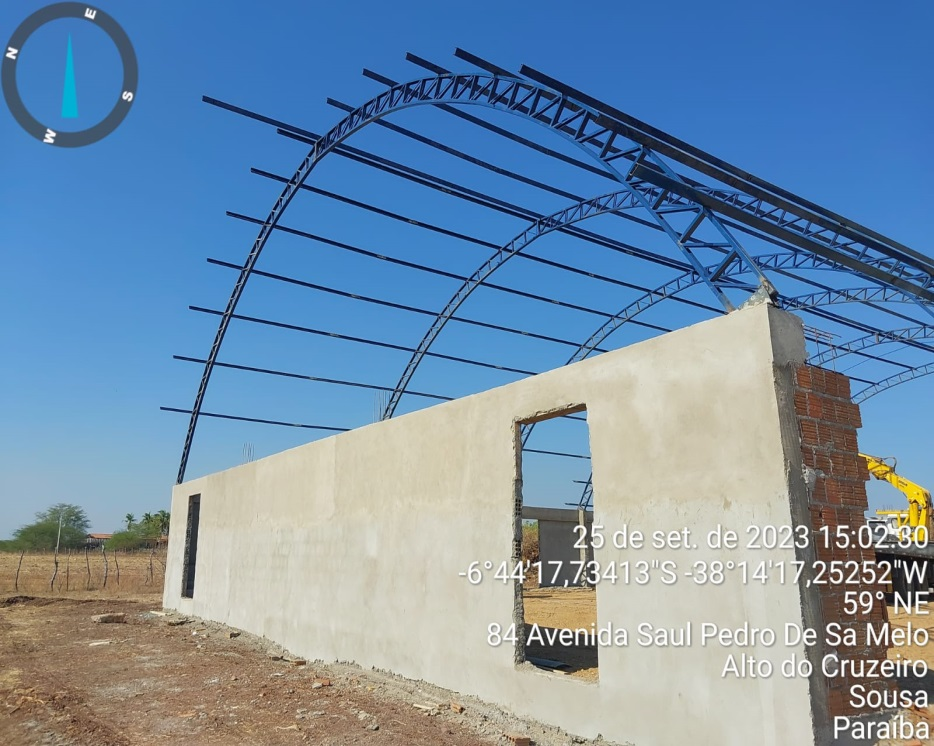 E
N
S
W
25 de set. de 2023 15:02:30
-6°44'17,73413"S -38°14'17,25252"W
59° NE
84 Avenida Saul Pedro De Sa Melo
Alto do Cruzeiro
Sousa
Paraíba